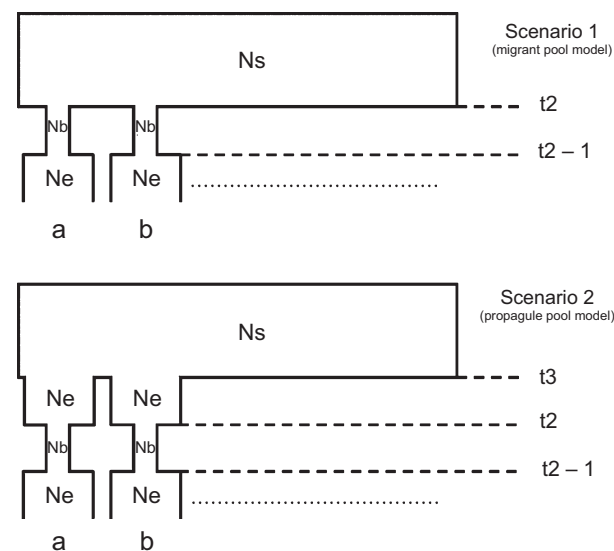 Scenario 1
(migrant pool model)
Ns
t2
Nb Nb
t2 – 1
Ne Ne
a b
Scenario 2
(propagule pool model)
Ns
t3
Ne Ne
t2
Nb Nb
t2 – 1
Ne Ne
a b